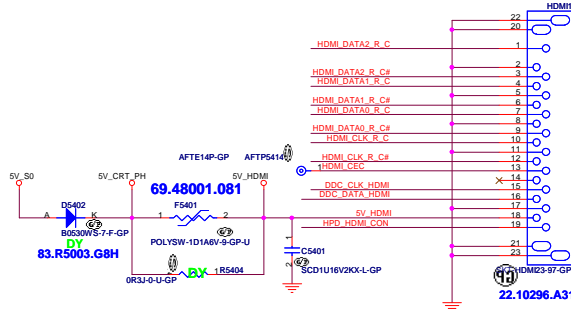 HDMI1
22
20
HDMI_DATA2_R_C 1
2
HDMI_DATA2_R_C# 3
HDMI_DATA1_R_C 4
5
HDMI_DATA1_R_C# 6
HDMI_DATA0_R_C 7
8
HDMI_DATA0_R_C# 9
HDMI_CLK_R_C 10
11
HDMI_CLK_R_C# 12
AFTE14P-GP AFTP5414 1 HDMI_CEC 13
14
DDC_CLK_HDMI 15
DDC_DATA_HDMI 16
17
5V_HDMI 18
HPD_HDMI_CON 19
21
23
5V_S0 5V_CRT_PH 5V_HDMI
69.48001.081
D5402 F5401
A K 1 2
B0530WS-7-F-GP
DY
83.R5003.G8H
POLYSW-1D1A6V-9-GP-U
DY 1 R5404
0R3J-0-U-GP
1
C5401
2
SCD1U16V2KX-L-GP
HDMI23-97-GP
22.10296.A31